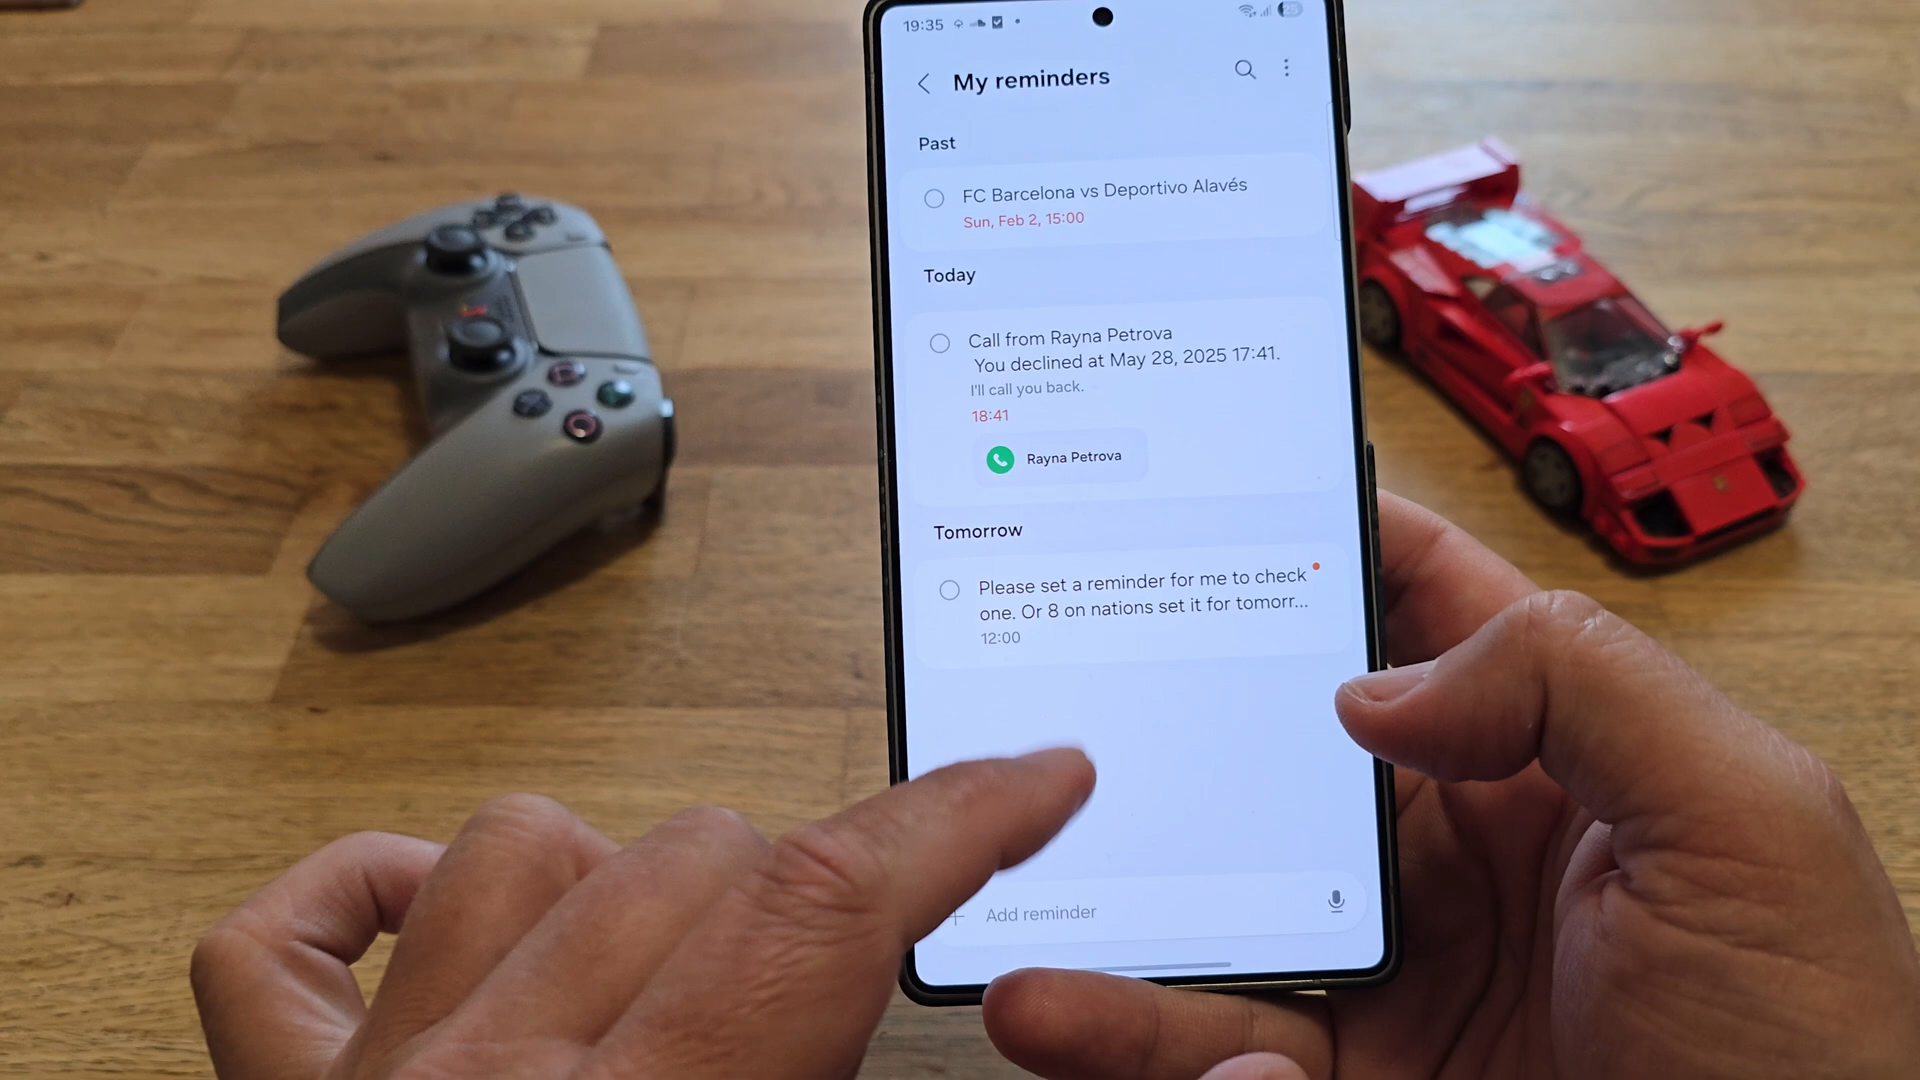 19:35
25
My reminders
Past
FC Barcelona vs Deportivo Alavés
Sun, Feb 2, 15:00
Today
Call from Rayna Petrova
You declined at May 28, 2025 17:41.
I'll call you back.
18:41
Rayna Petrova
Tomorrow
Please set a reminder for me to check
one. Or 8 on nations set it for tomorr...
12:00
Add reminder